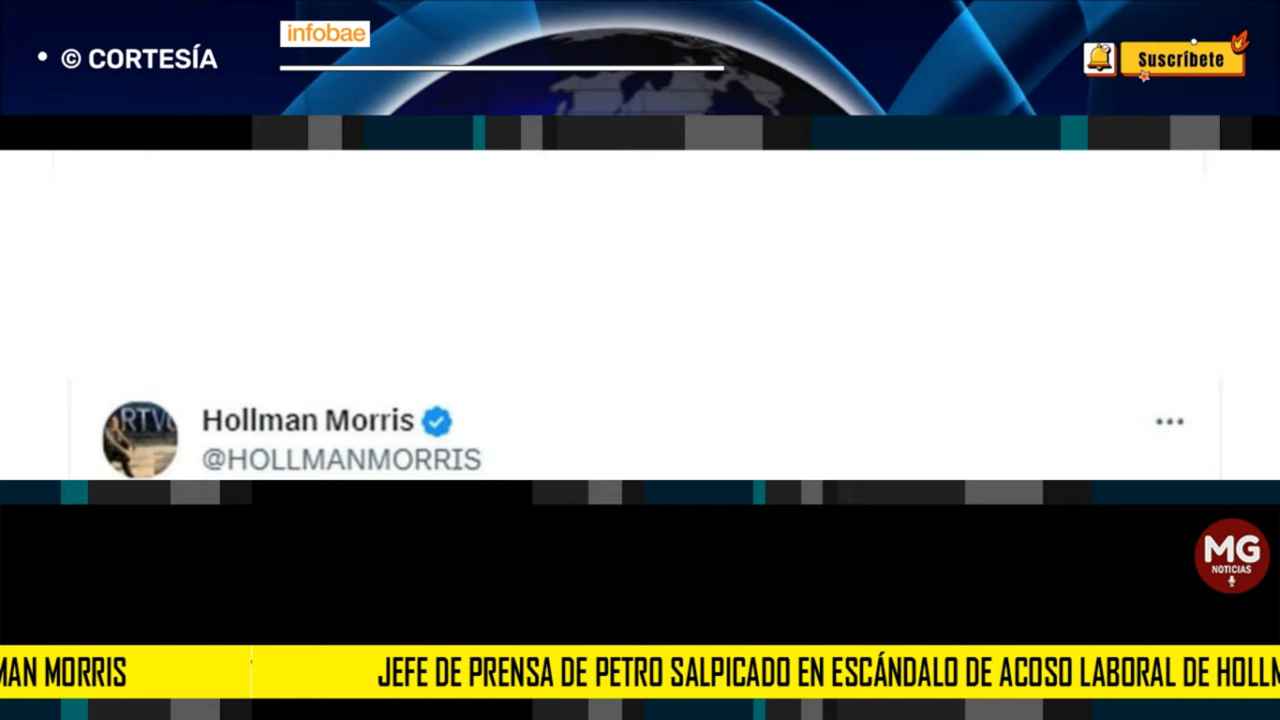 infobae
• © CORTESÍA
Suscríbete
RTVC
Hollman Morris
@HOLLMANMORRIS
MG
NOTICIAS
MAN MORRIS
JEFE DE PRENSA DE PETRO SALPICADO EN ESCÁNDALO DE ACOSO LABORAL DE HOLLM